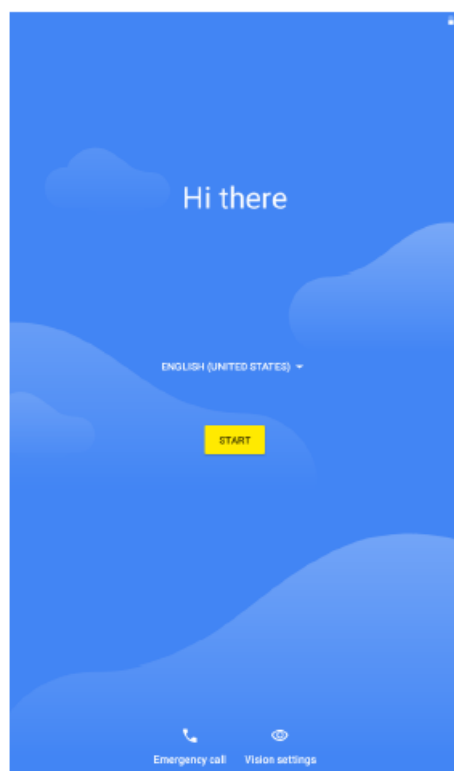 Hi there
ENGLISH (UNITED STATES)
START
Emergency call Vision settings